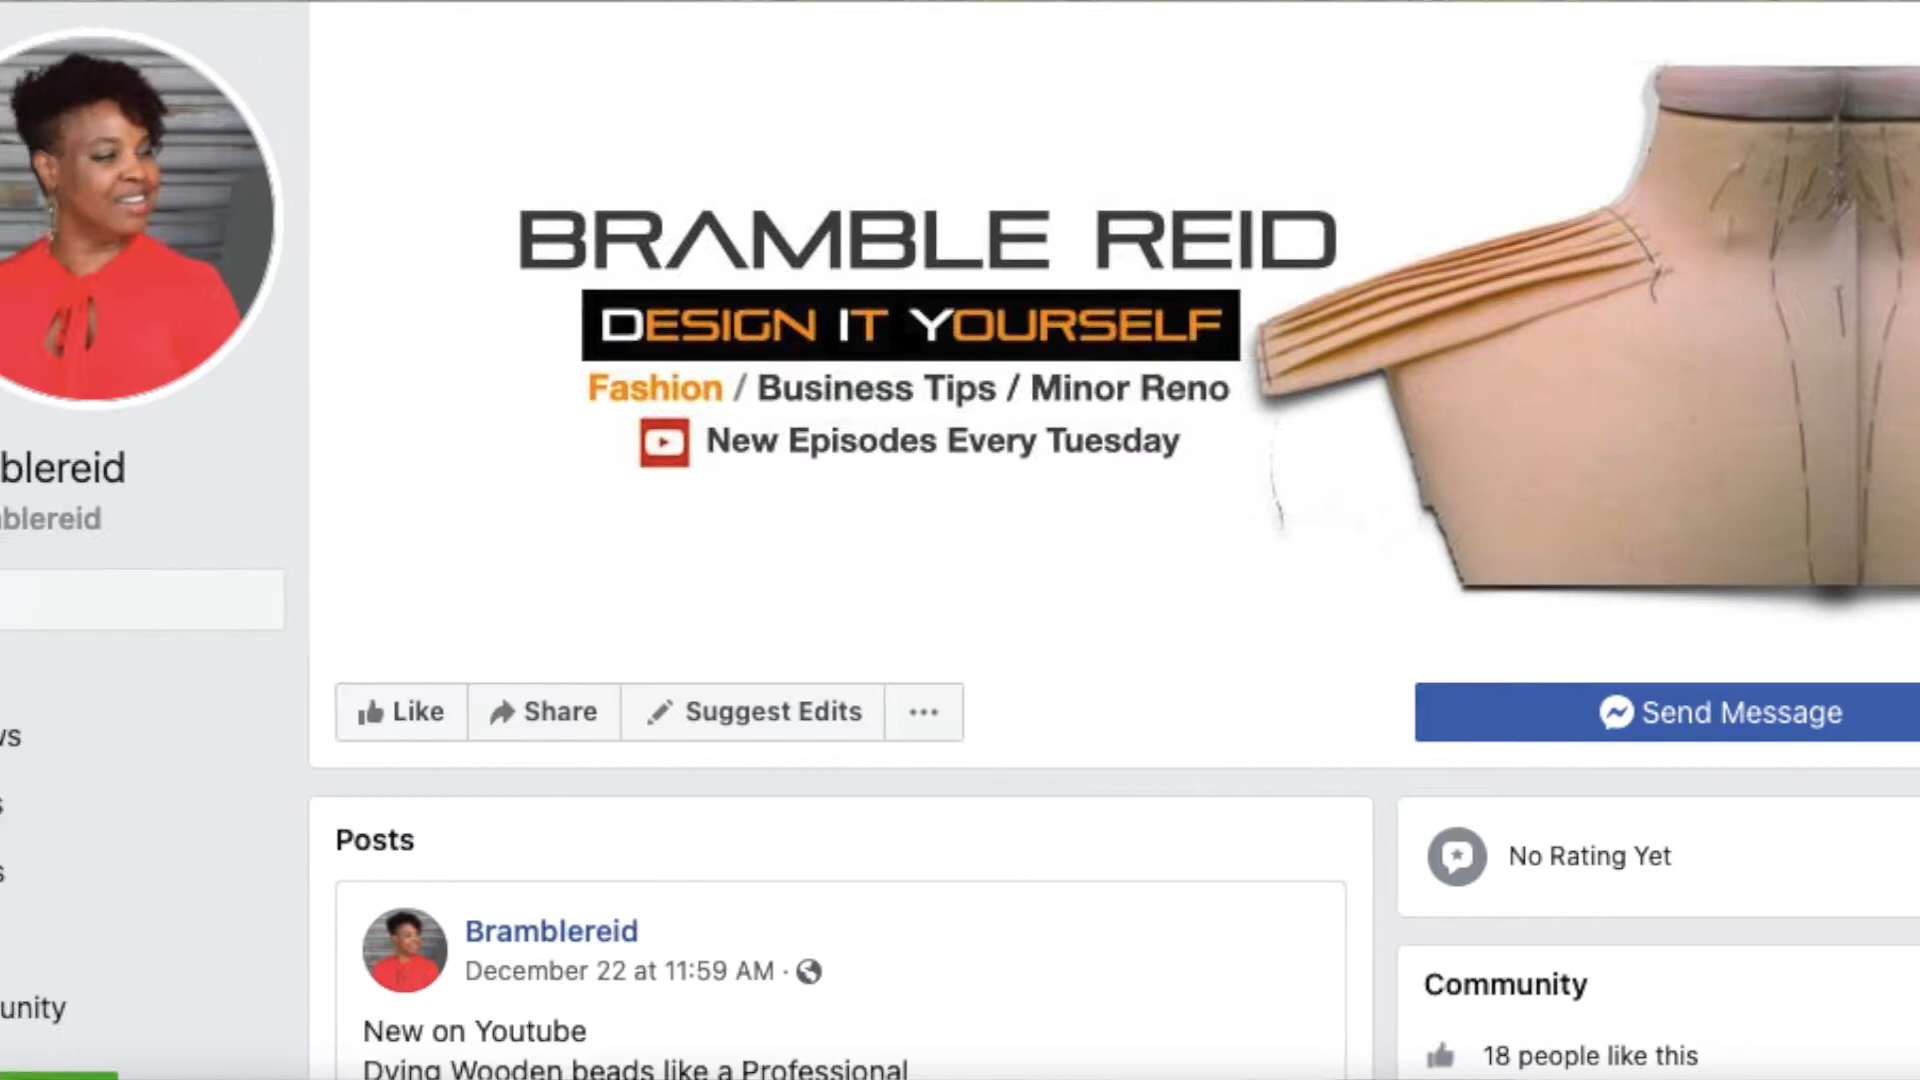 BRAMBLE REID
DESIGN IT YOURSELF
Fashion / Business Tips / Minor Reno
New Episodes Every Tuesday
blereid
blereid
Like
Share
Suggest Edits
Send Message
s
s
unity
Posts
Bramblereid
December 22 at 11:59 AM ·
New on Youtube
Dying Wooden beads like a Professional
No Rating Yet
Community
18 people like this